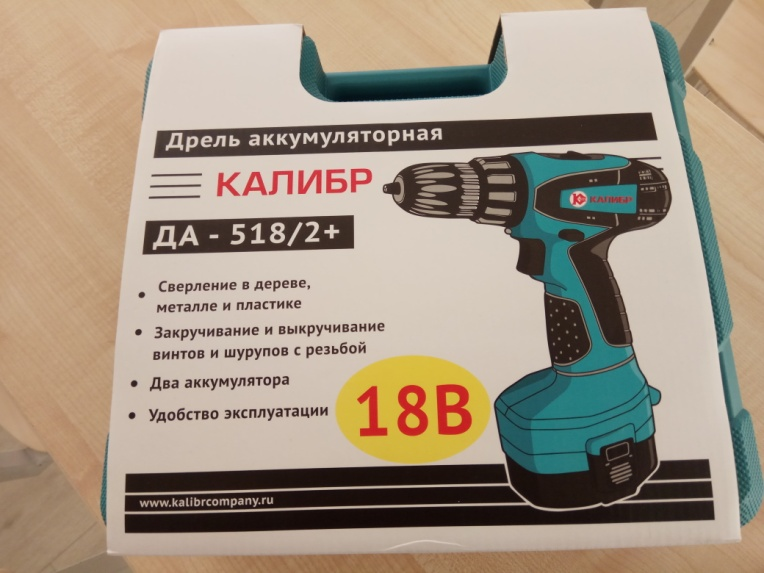 Дрель аккумуляторная
КАЛИБР
ДА - 518/2+
КАЛИБР
• Сверление в дереве,
металле и пластике
• Закручивание и выкручивание
винтов и шурупов с резьбой
• Два аккумулятора
• Удобство эксплуатации
18В
www.kalibrcompany.ru